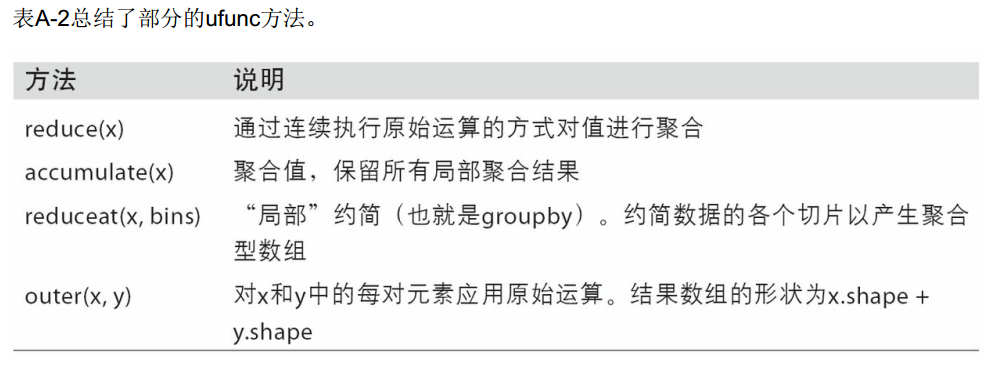 表A-2总结了部分的ufunc方法。
方法 说明
reduce(x) 通过连续执行原始运算的方式对值进行聚合
accumulate(x) 聚合值，保留所有局部聚合结果
reduceat(x, bins) “局部”约简（也就是groupby）。约简数据的各个切片以产生聚合
型数组
outer(x, y) 对x和y中的每对元素应用原始运算。结果数组的形状为x.shape +
y.shape